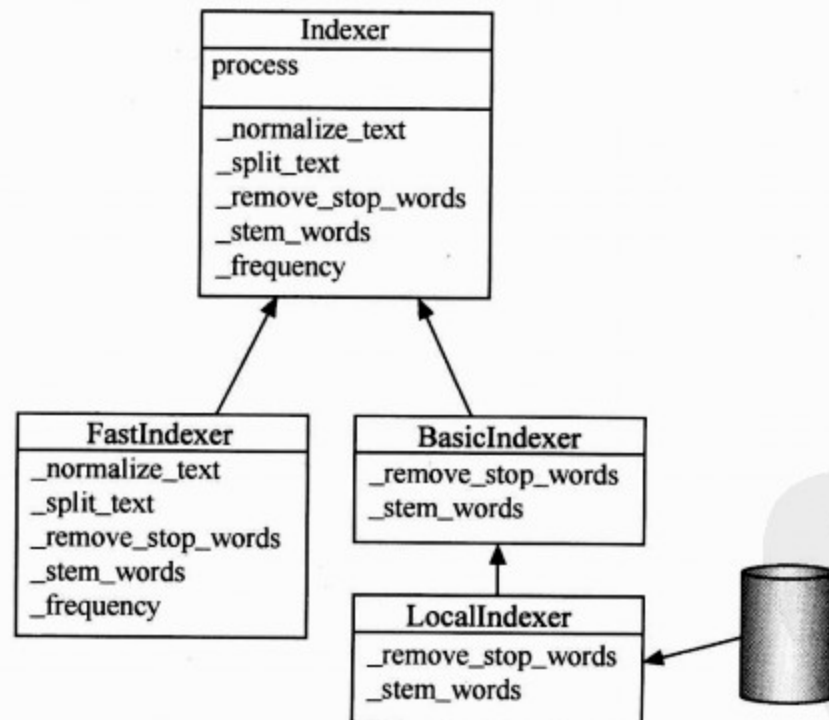 Indexer
process
_normalize_text
_split_text
_remove_stop_words
_stem_words
_frequency
FastIndexer
_normalize_text
_split_text
_remove_stop_words
_stem_words
_frequency
BasicIndexer
_remove_stop_words
_stem_words
LocalIndexer
_remove_stop_words
_stem_words